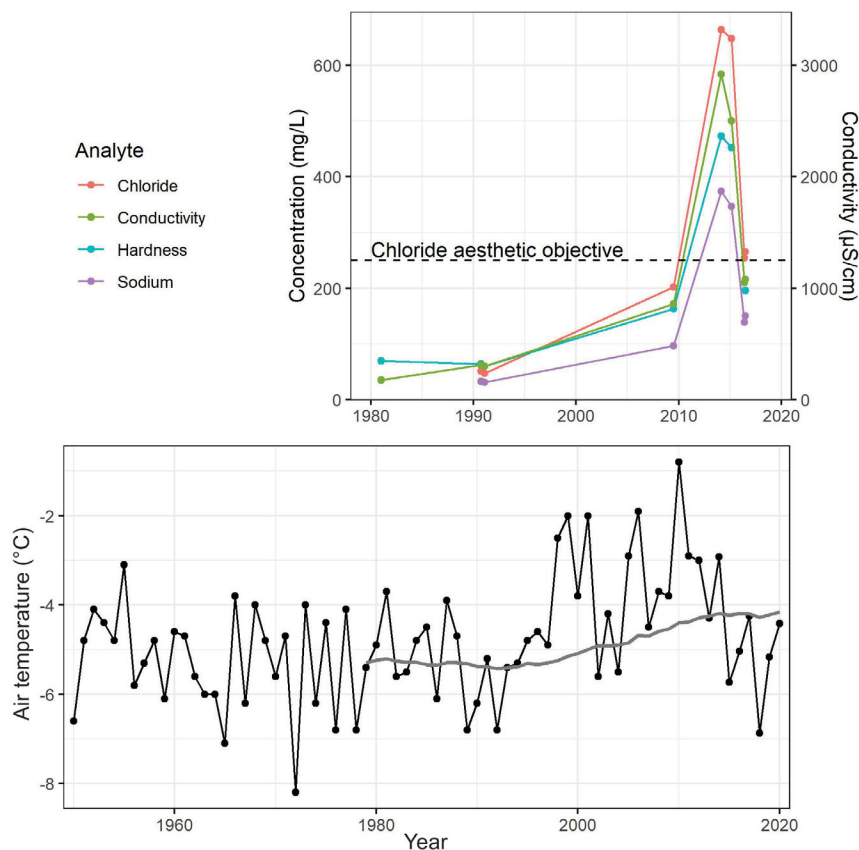 Analyte
Chloride
Conductivity
Hardness
Sodium
Concentration (mg/L)
600
400
200
0
Chloride aesthetic objective
3000
2000
1000
0
Conductivity (µS/cm)
1980 1990 2000 2010 2020
Air temperature (°C)
-2
-4
-6
-8
1960 1980 2000 2020
Year